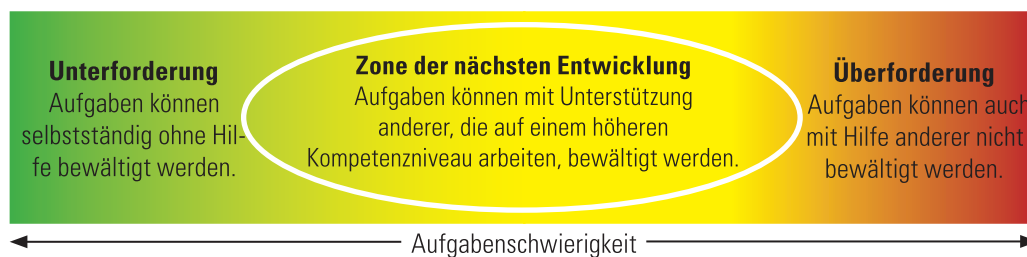 Unterforderung
Aufgaben können
selbstständig ohne Hil-
fe bewältigt werden.
Zone der nächsten Entwicklung
Aufgaben können mit Unterstützung
anderer, die auf einem höheren
Kompetenzniveau arbeiten, bewältigt werden.
Überforderung
Aufgaben können auch
mit Hilfe anderer nicht
bewältigt werden.
Aufgabenschwierigkeit